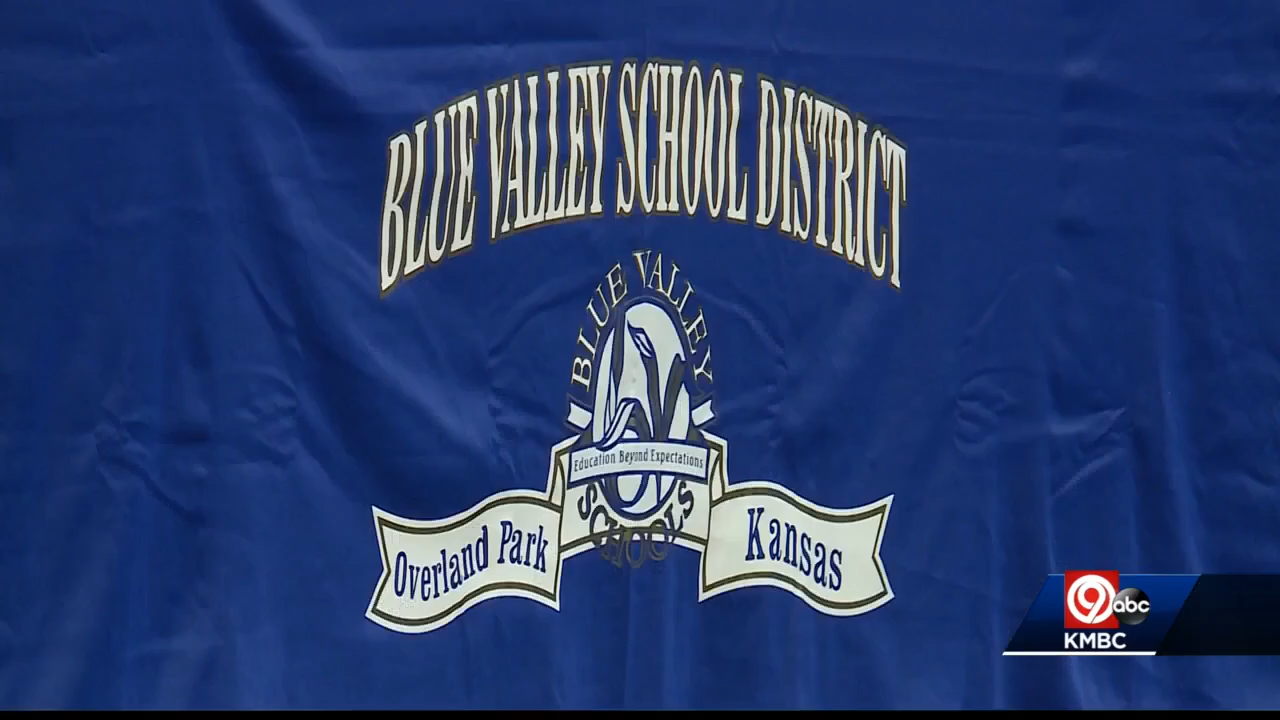 BLUE VALLEY SCHOOL DISTRICT
BLUE VALLEY
Education Beyond Expectations
SCHOOLS
Overland Park
Kansas
9 abc
KMBC